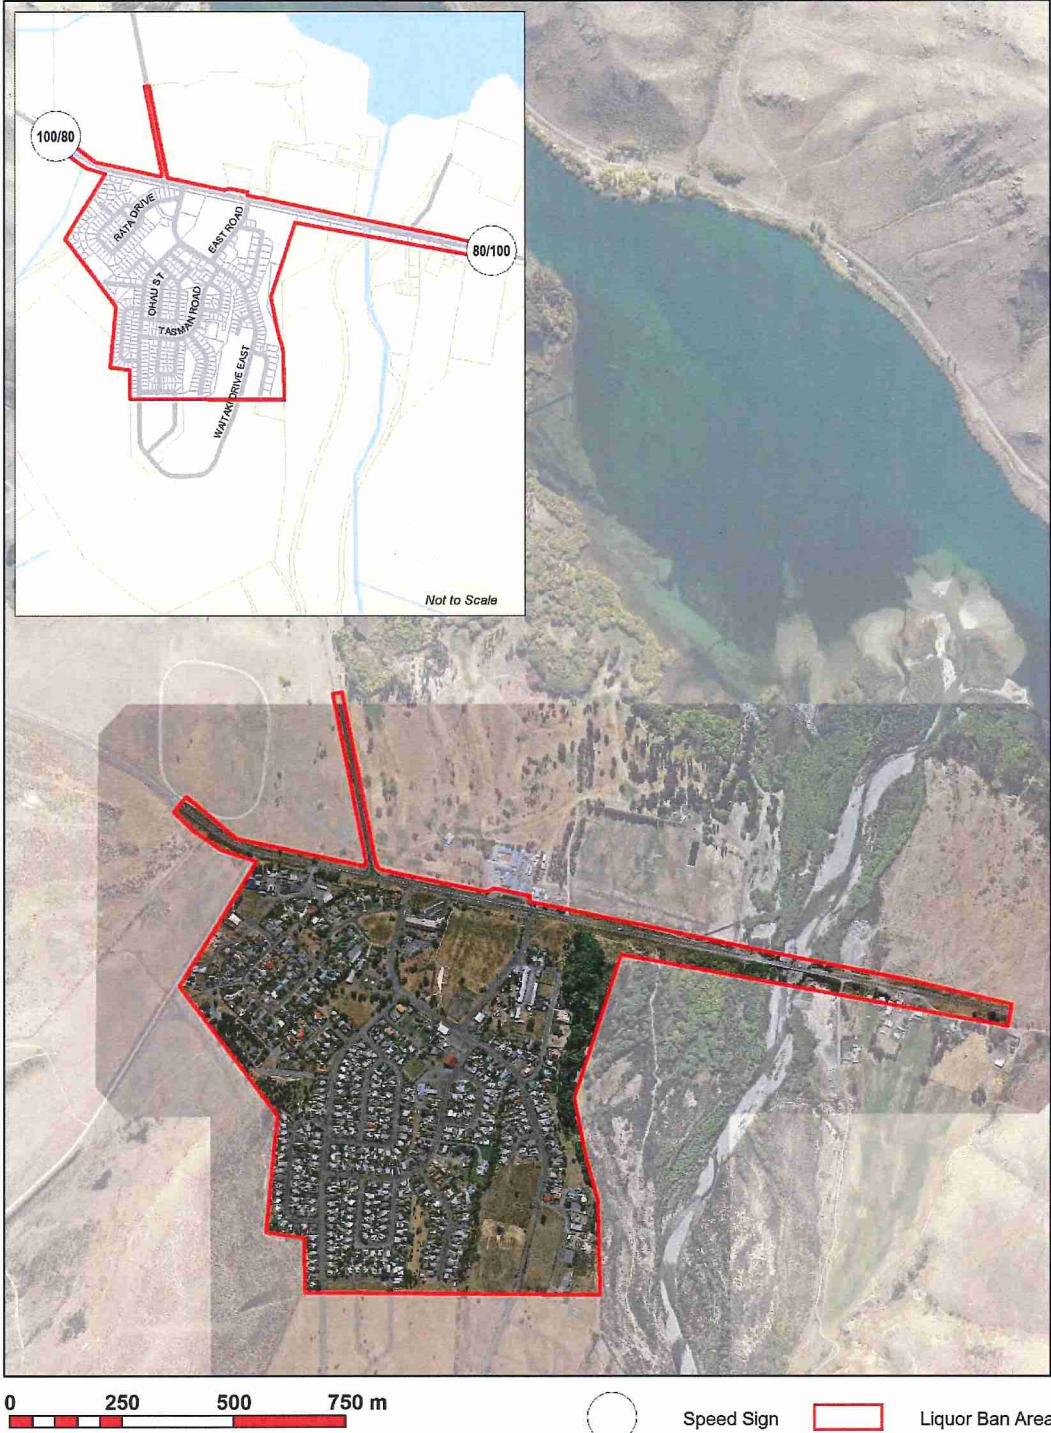 100/80
RATA DRIVE
EAST ROAD
80/100
OHAU ST
TASMAN ROAD
WAITAKI DRIVE EAST
Not to Scale
0 250 500 750 m
Speed Sign
Liquor Ban Area